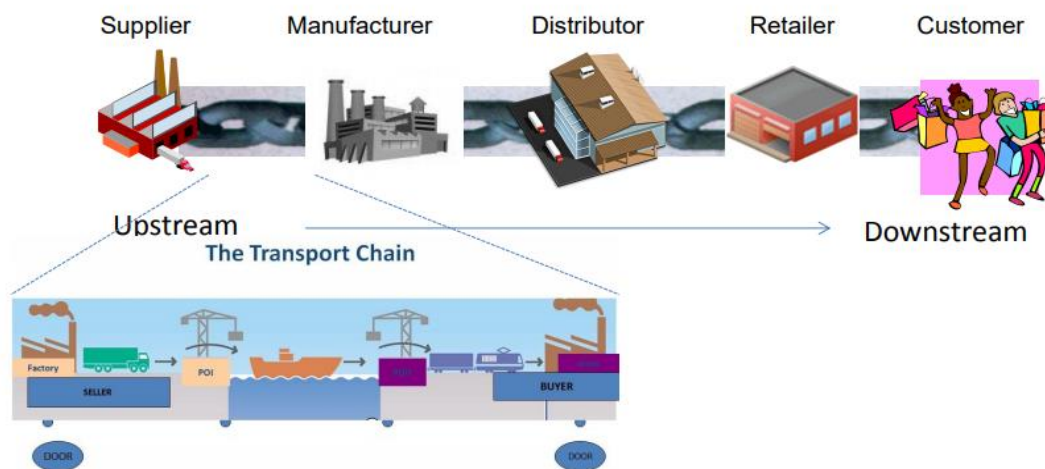 Supplier Manufacturer Distributor Retailer Customer
Upstream Downstream
The Transport Chain
Factory
POI
SELLER
BUYER
DOOR DOOR